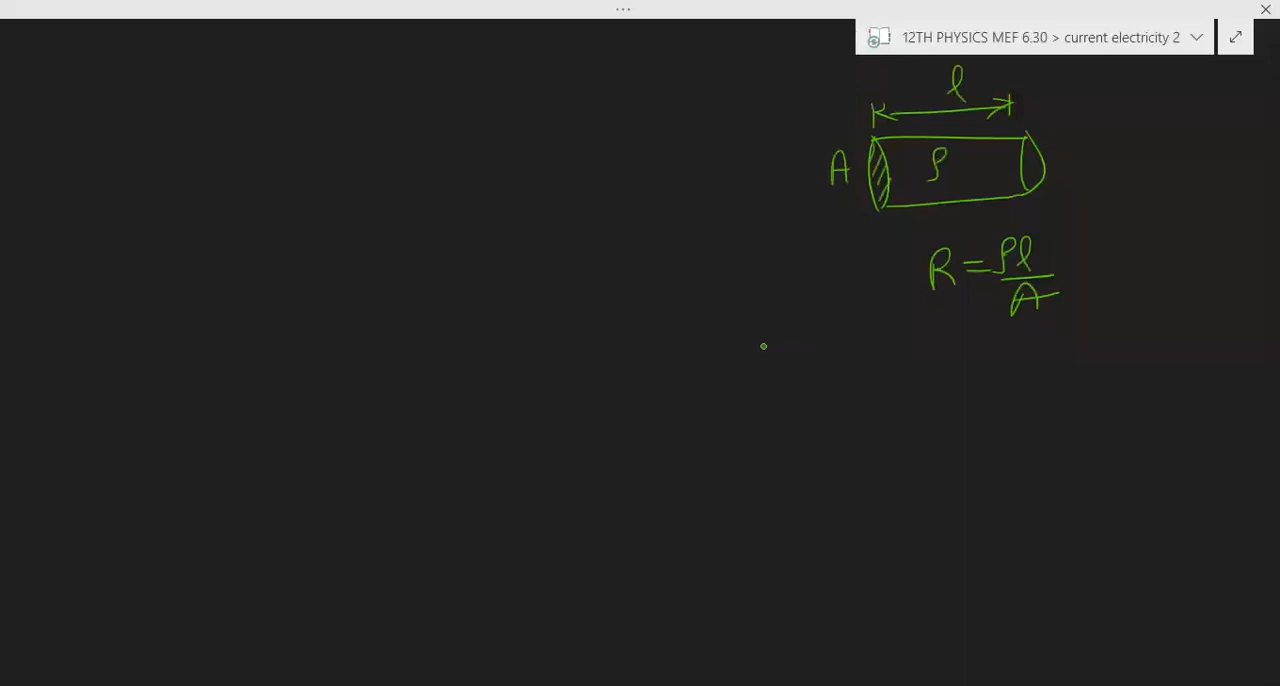 12TH PHYSICS MEF 6.30 > current electricity 2
l
A
ρ
R = ρl/A